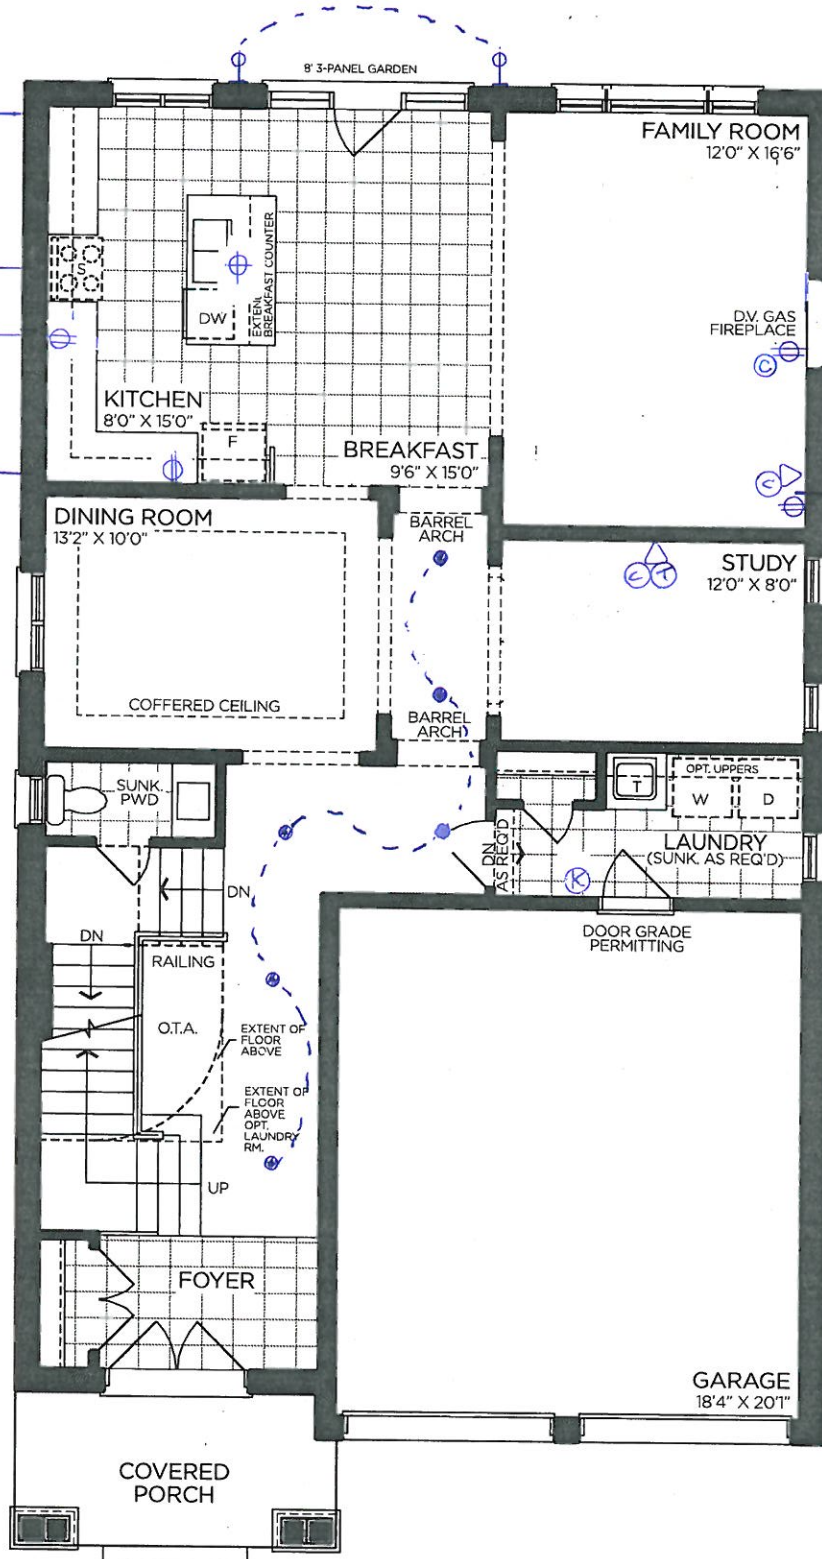 8' 3-PANEL GARDEN
FAMILY ROOM
12'0" X 16'6"
S
DW
EXTEND.
BREAKFAST COUNTER
D.V. GAS
FIREPLACE
C
KITCHEN
8'0" X 15'0"
F
BREAKFAST
9'6" X 15'0"
C
DINING ROOM
13'2" X 10'0"
BARREL
ARCH
STUDY
12'0" X 8'0"
C T
COFFERED CEILING
BARREL
ARCH
SUNK.
PWD
T
OPT. UPPERS
W
D
DN
AS REQ'D
LAUNDRY
(SUNK. AS REQ'D)
K
DN
DN
RAILING
DOOR GRADE
PERMITTING
O.T.A.
EXTENT OF
FLOOR
ABOVE
EXTENT OF
FLOOR
ABOVE
OPT.
LAUNDRY
RM.
UP
FOYER
GARAGE
18'4" X 20'1"
COVERED
PORCH